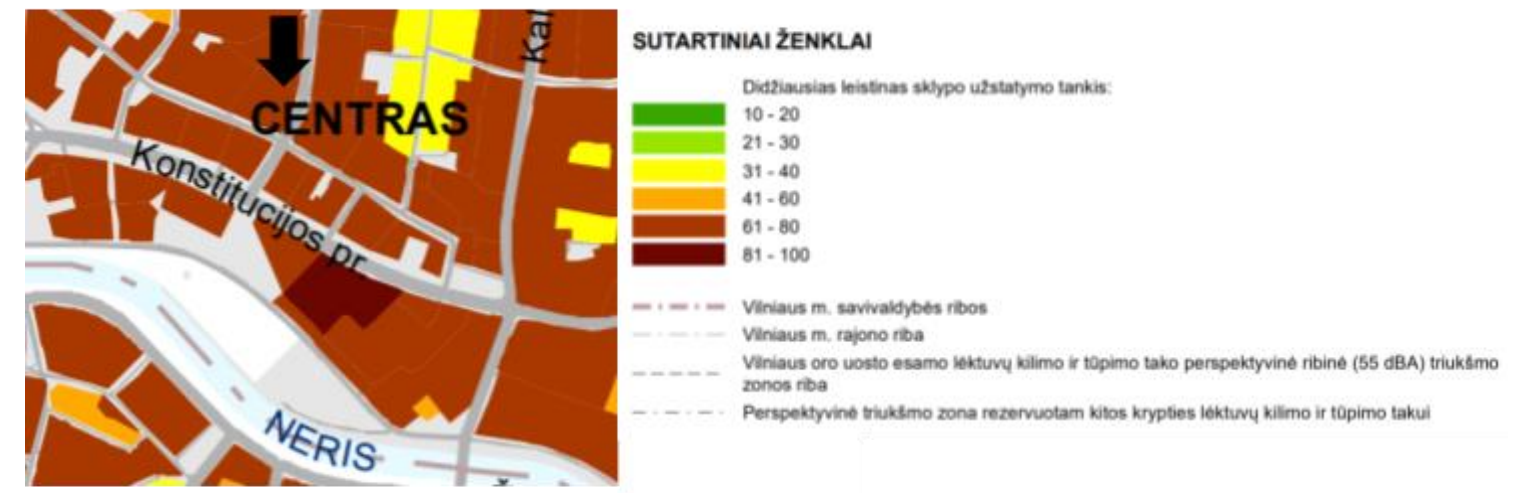 Kal
CENTRAS
Konstitucijos pr.
NERIS
SUTARTINIAI ŽENKLAI
Didžiausias leistinas sklypo užstatymo tankis:
10 - 20
21 - 30
31 - 40
41 - 60
61 - 80
81 - 100
Vilniaus m. savivaldybės ribos
Vilniaus m. rajono riba
Vilniaus oro uosto esamo lėktuvų kilimo ir tūpimo tako perspektyvinė ribinė (55 dBA) triukšmo
zonos riba
Perspektyvinė triukšmo zona rezervuotam kitos krypties lėktuvų kilimo ir tūpimo takui